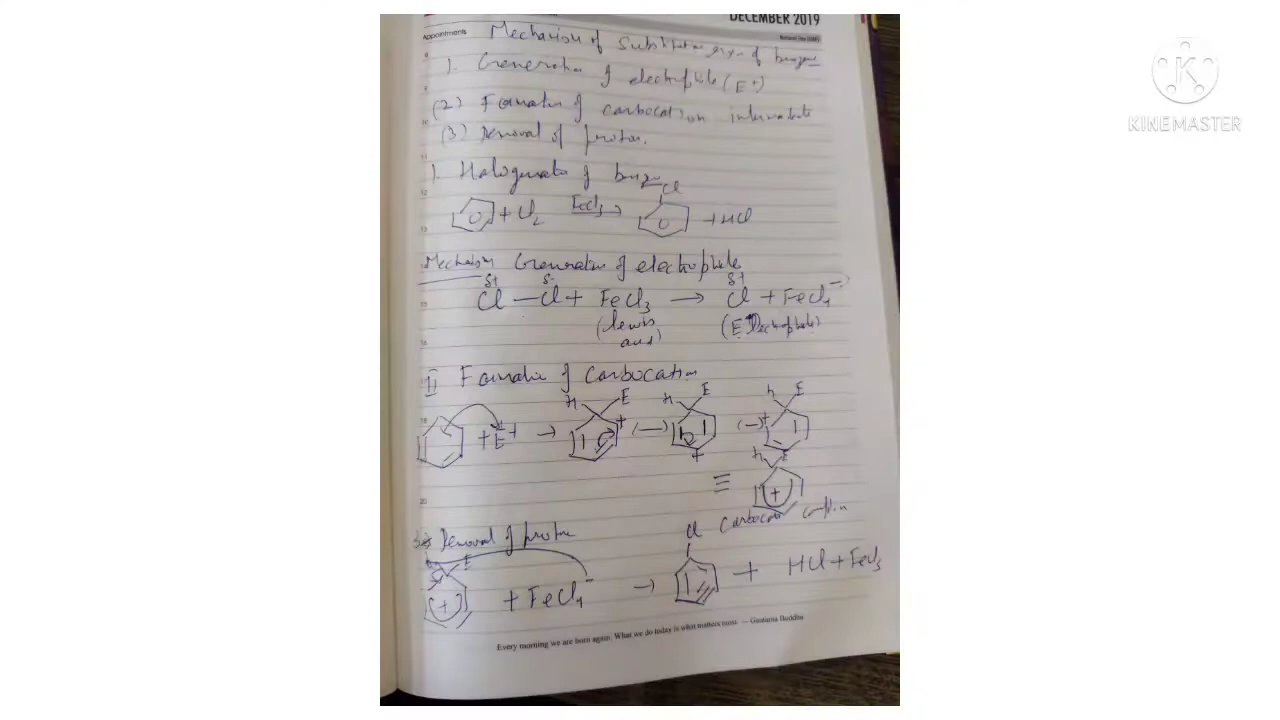 DECEMBER 2019
Appointments
Mechanism of Substitution rxn of benzene
1. Generation of electrophile (E+)
(2) Formation of carbocation intermediate
(3) Removal of proton.
1. Halogenation of benzene
Cl
+ Cl2 FeCl3 → + HCl
Mechanism Generation of electrophile
δ+ δ- δ+
Cl — Cl + FeCl3 → Cl + FeCl4-
(Lewis acid) (E+ Electrophile)
II Formation of Carbocation
H E H E H E
+ E+ → (—) (—)
≡ H E
+
Carbocation
Removal of proton
H E Cl
(+) + FeCl4- → + HCl + FeCl3
Every morning we are born again. What we do today is what matters most. — Gautama Buddha
K
KINEMASTER